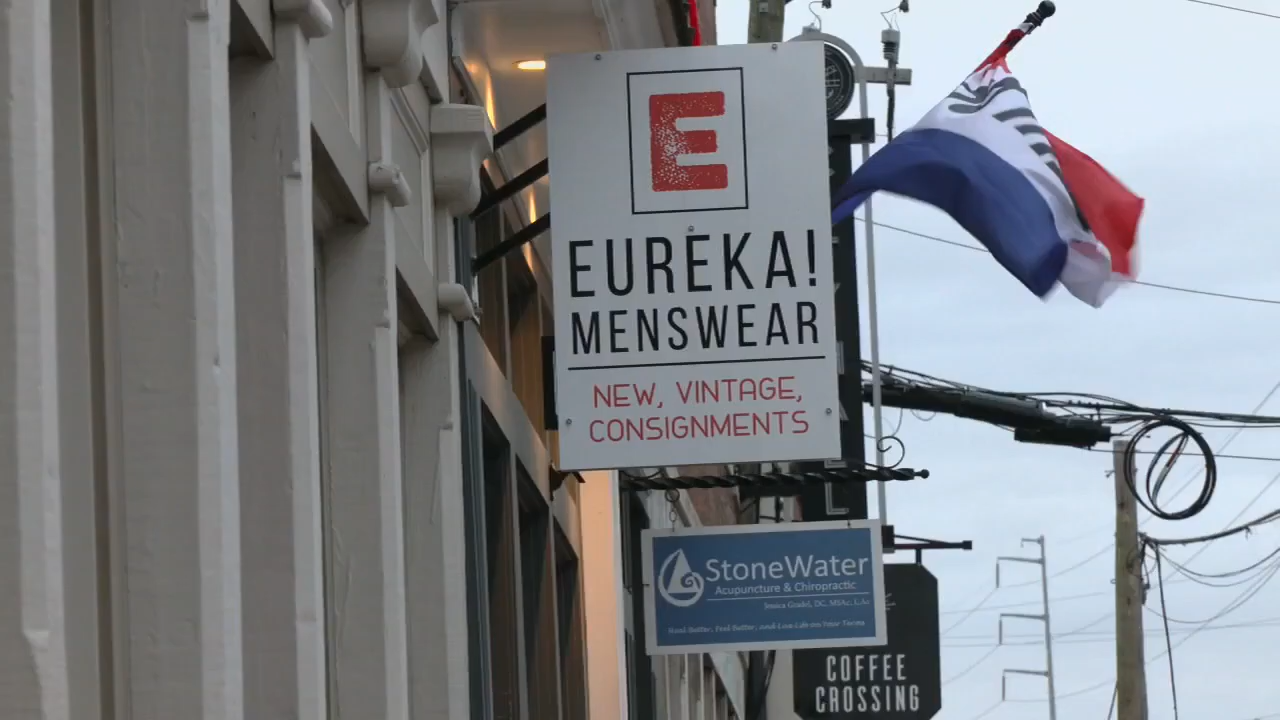 E
EUREKA!
MENSWEAR
NEW, VINTAGE,
CONSIGNMENTS
StoneWater
Acupuncture & Chiropractic
COFFEE
CROSSING